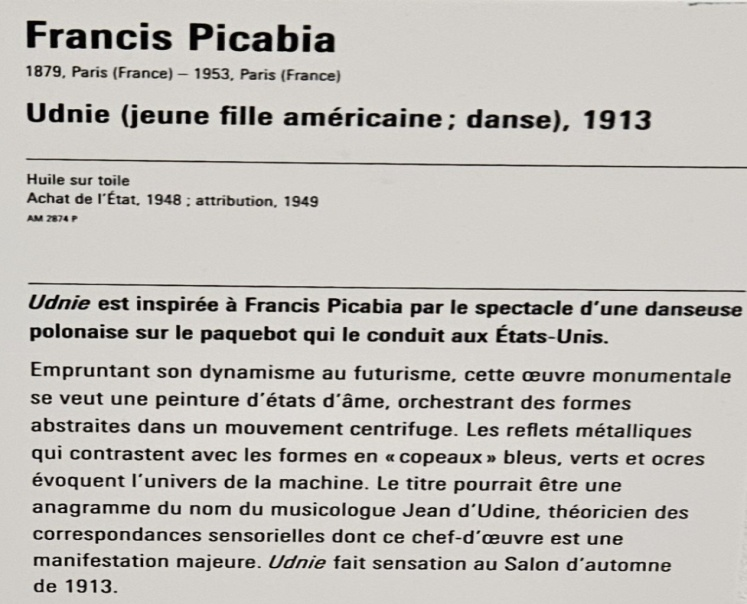 Francis Picabia
1879, Paris (France) – 1953, Paris (France)
Udnie (jeune fille américaine ; danse), 1913
Huile sur toile
Achat de l'État, 1948 ; attribution, 1949
AM 2874 P
Udnie est inspirée à Francis Picabia par le spectacle d'une danseuse
polonaise sur le paquebot qui le conduit aux États-Unis.
Empruntant son dynamisme au futurisme, cette œuvre monumentale
se veut une peinture d'états d'âme, orchestrant des formes
abstraites dans un mouvement centrifuge. Les reflets métalliques
qui contrastent avec les formes en « copeaux » bleus, verts et ocres
évoquent l'univers de la machine. Le titre pourrait être une
anagramme du nom du musicologue Jean d'Udine, théoricien des
correspondances sensorielles dont ce chef-d'œuvre est une
manifestation majeure. Udnie fait sensation au Salon d'automne
de 1913.